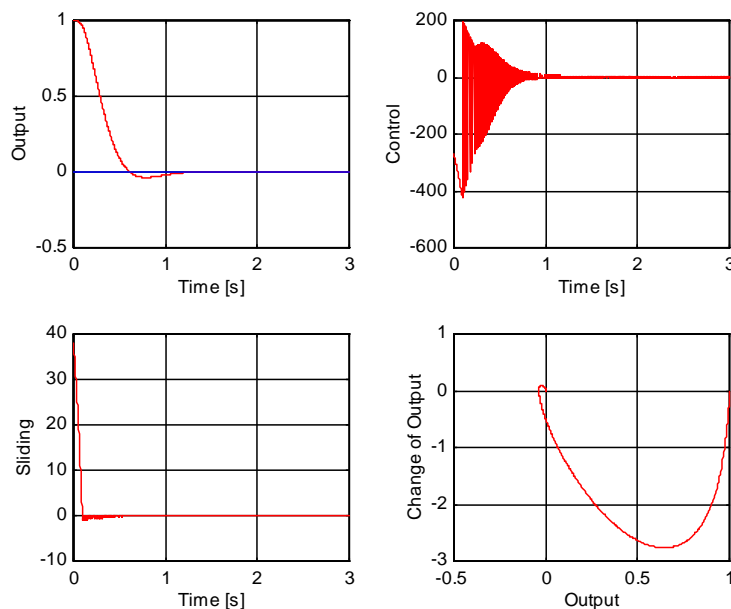 1
0.5
0
-0.5
Output
0 1 2 3
Time [s]
200
0
-200
-400
-600
Control
0 1 2 3
Time [s]
40
30
20
10
0
-10
Sliding
0 1 2 3
Time [s]
1
0
-1
-2
-3
Change of Output
-0.5 0 0.5 1
Output